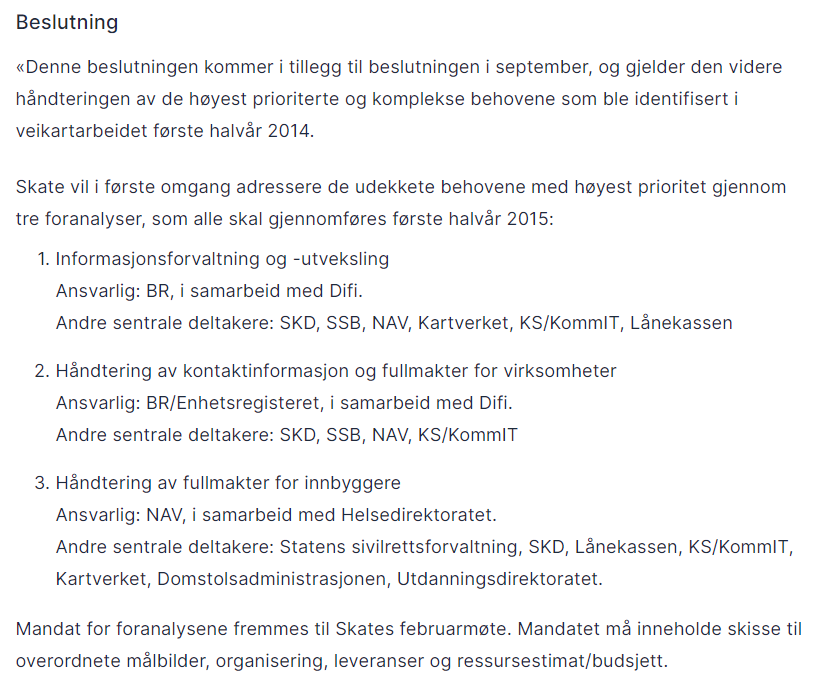 Beslutning
«Denne beslutningen kommer i tillegg til beslutningen i september, og gjelder den videre
håndteringen av de høyest prioriterte og komplekse behovene som ble identifisert i
veikartarbeidet første halvår 2014.
Skate vil i første omgang adressere de udekkete behovene med høyest prioritet gjennom
tre foranalyser, som alle skal gjennomføres første halvår 2015:
1. Informasjonsforvaltning og -utveksling
Ansvarlig: BR, i samarbeid med Difi.
Andre sentrale deltakere: SKD, SSB, NAV, Kartverket, KS/KommIT, Lånekassen
2. Håndtering av kontaktinformasjon og fullmakter for virksomheter
Ansvarlig: BR/Enhetsregisteret, i samarbeid med Difi.
Andre sentrale deltakere: SKD, SSB, NAV, KS/KommIT
3. Håndtering av fullmakter for innbyggere
Ansvarlig: NAV, i samarbeid med Helsedirektoratet.
Andre sentrale deltakere: Statens sivilrettsforvaltning, SKD, Lånekassen, KS/KommIT,
Kartverket, Domstolsadministrasjonen, Utdanningsdirektoratet.
Mandat for foranalysene fremmes til Skates februarmøte. Mandatet må inneholde skisse til
overordnete målbilder, organisering, leveranser og ressursestimat/budsjett.